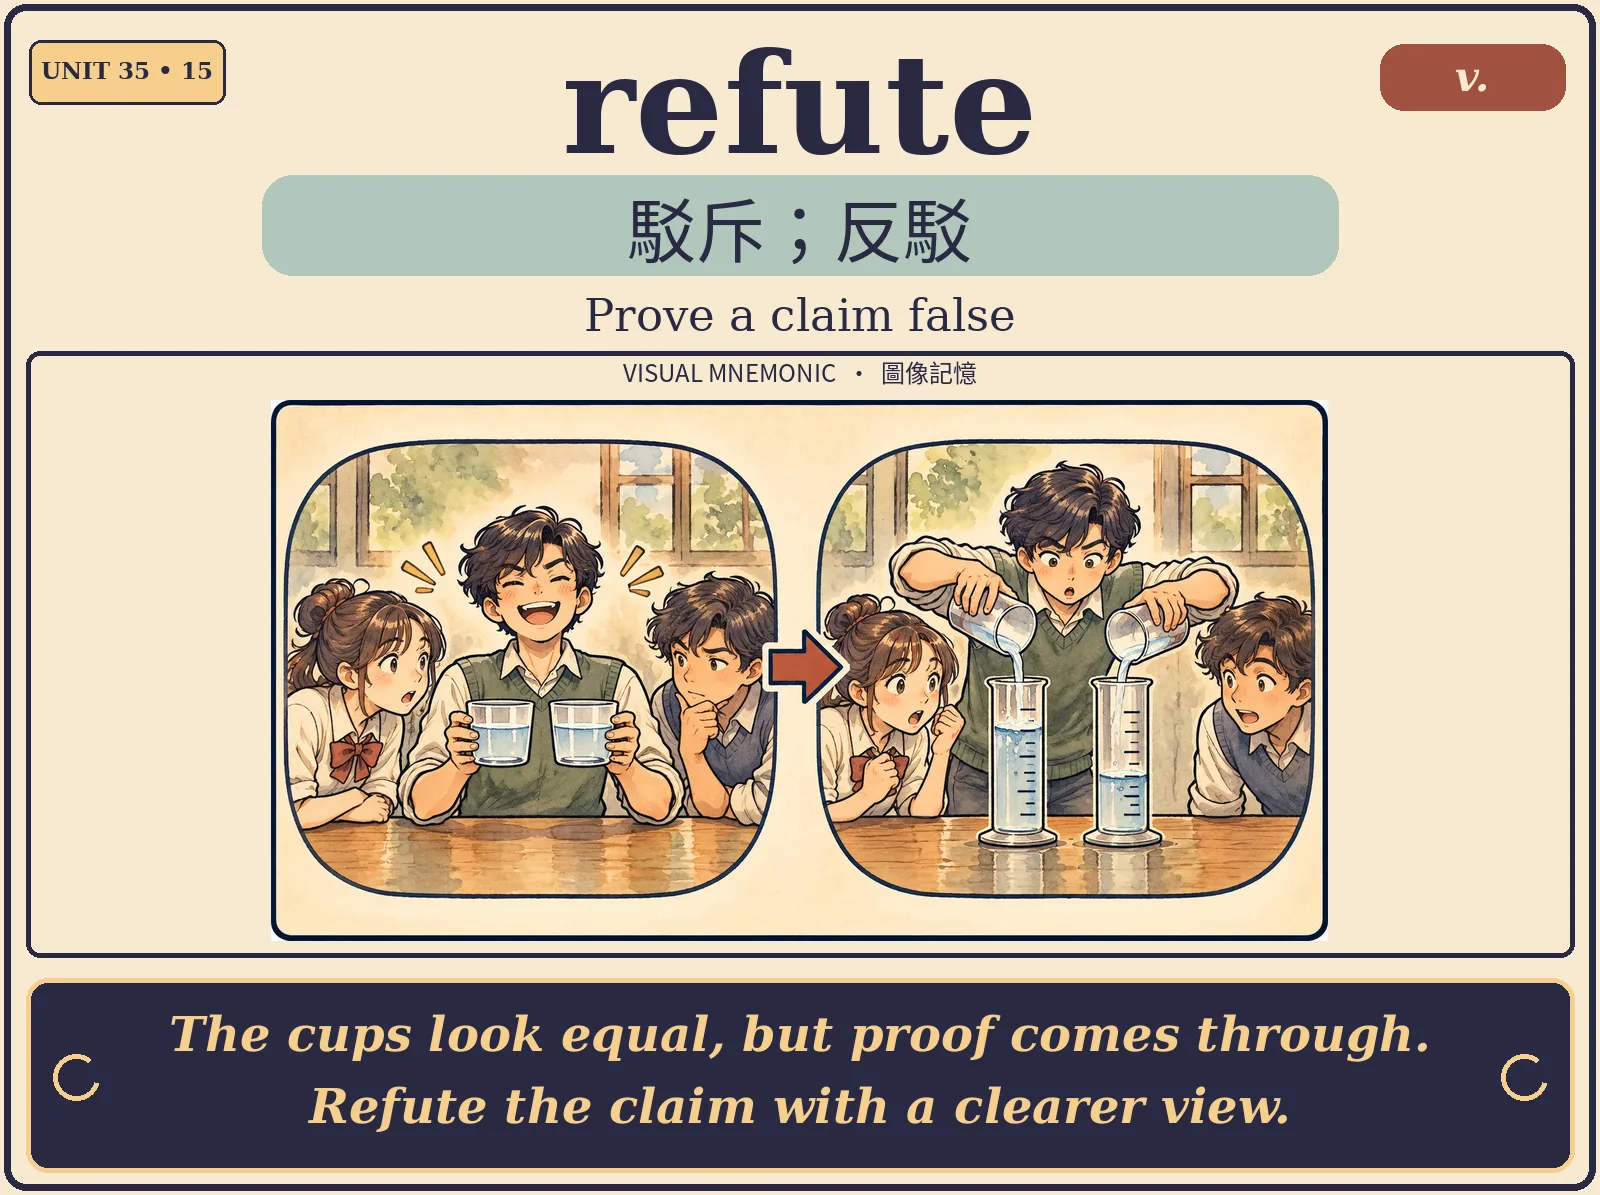 UNIT 35 • 15
refute
v.
駁斥；反駁
Prove a claim false
VISUAL MNEMONIC • 圖像記憶
The cups look equal, but proof comes through.
Refute the claim with a clearer view.